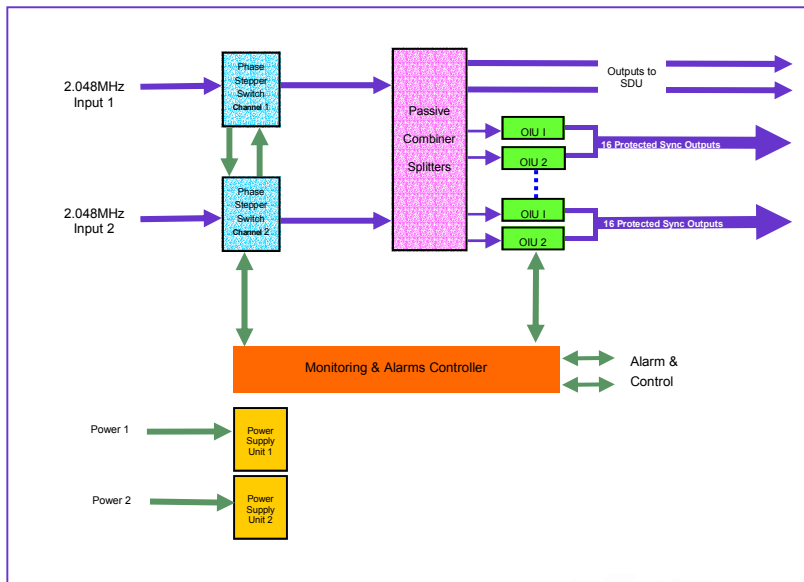 2.048MHz
Input 1
Phase
Stepper
Switch
Channel 1
Passive
Combiner
Splitters
Outputs to
SDU
OIU I
OIU 2
16 Protected Sync Outputs
2.048MHz
Input 2
Phase
Stepper
Switch
Channel 2
OIU I
OIU 2
16 Protected Sync Outputs
Monitoring & Alarms Controller
Alarm &
Control
Power 1
Power
Supply
Unit 1
Power 2
Power
Supply
Unit 2